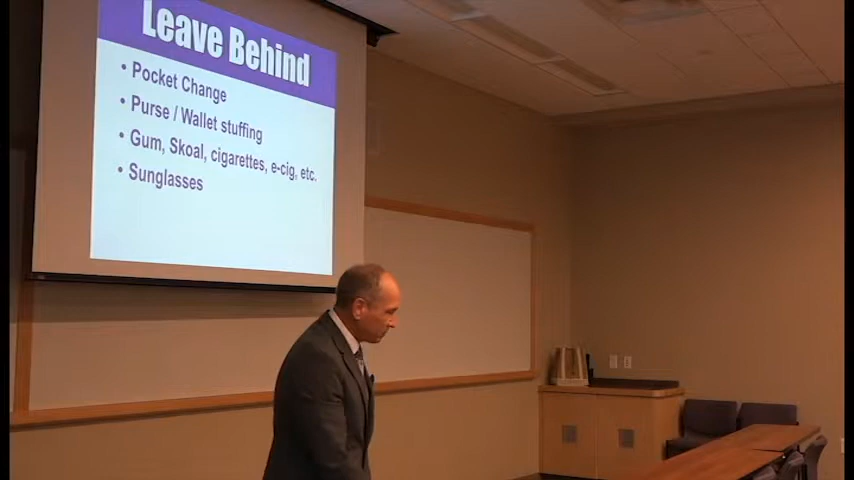 Leave Behind
• Pocket Change
• Purse / Wallet stuffing
• Gum, Skoal, cigarettes, e-cig, etc.
• Sunglasses